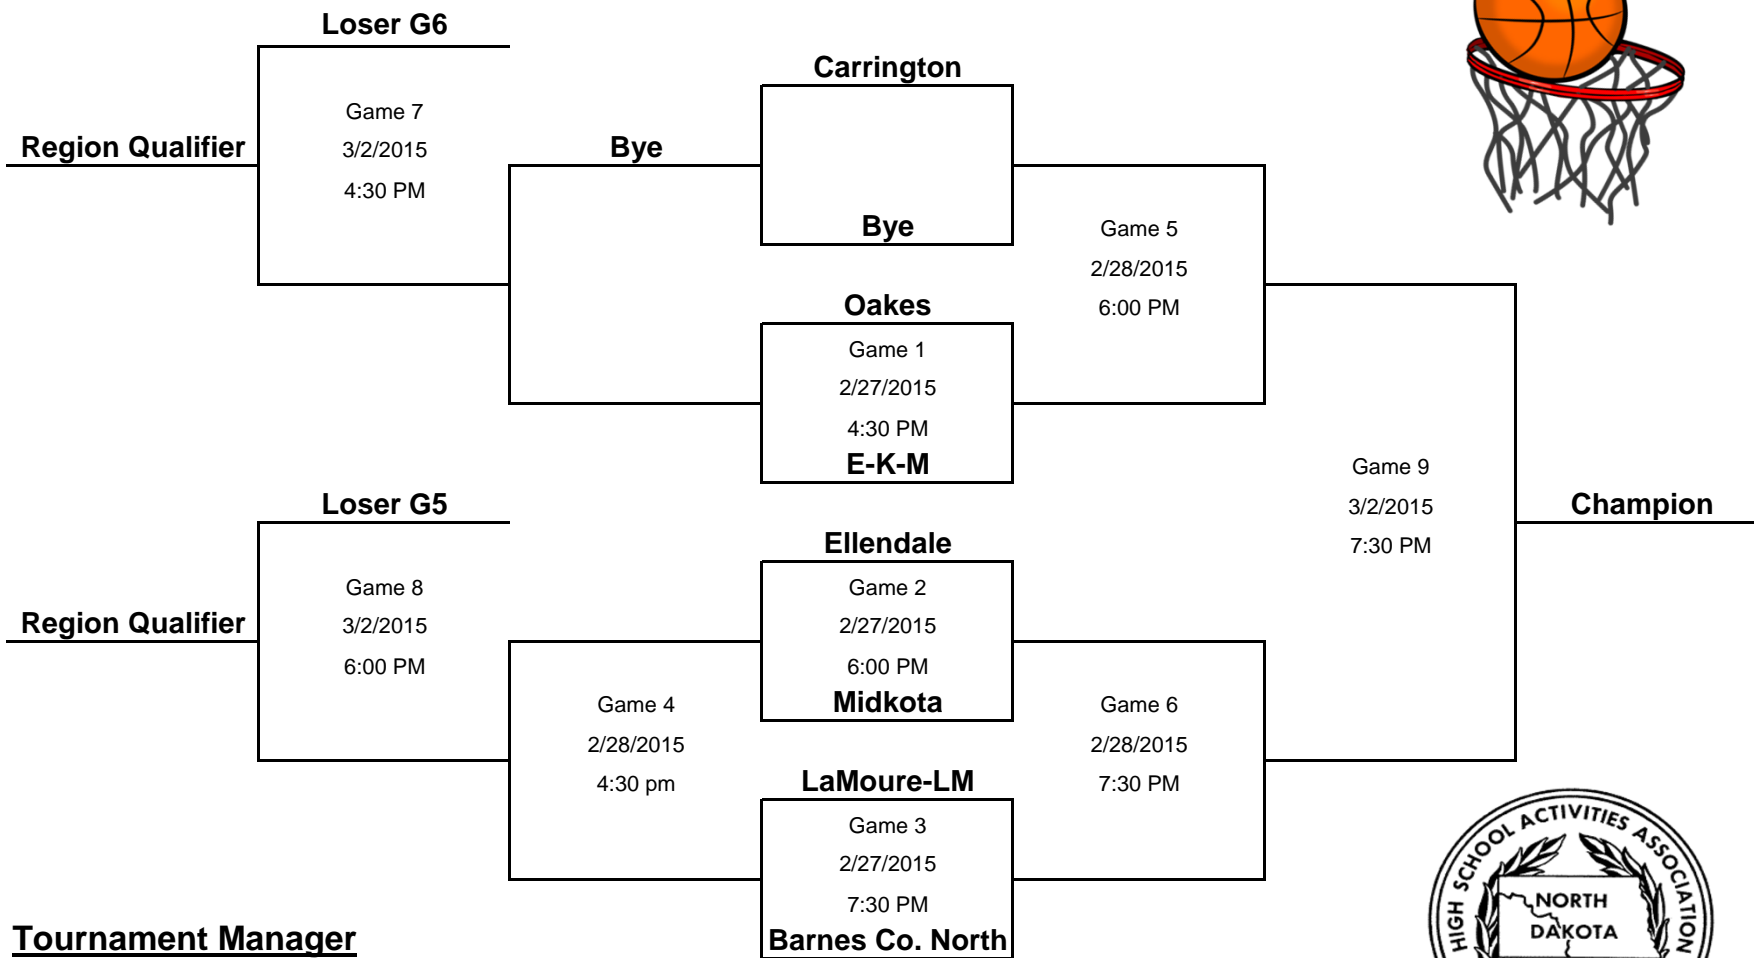 Loser G6
Game 7
3/2/2015
4:30 PM
Region Qualifier
Bye
Carrington
Bye
Game 5
2/28/2015
6:00 PM
Oakes
Game 1
2/27/2015
4:30 PM
E-K-M
Game 9
3/2/2015
7:30 PM
Champion
Loser G5
Game 8
3/2/2015
6:00 PM
Region Qualifier
Ellendale
Game 2
2/27/2015
6:00 PM
Midkota
Game 4
2/28/2015
4:30 pm
Game 6
2/28/2015
7:30 PM
LaMoure-LM
Game 3
2/27/2015
7:30 PM
Barnes Co. North
Tournament Manager
HIGH SCHOOL ACTIVITIES ASSOCIATION
NORTH
DAKOTA